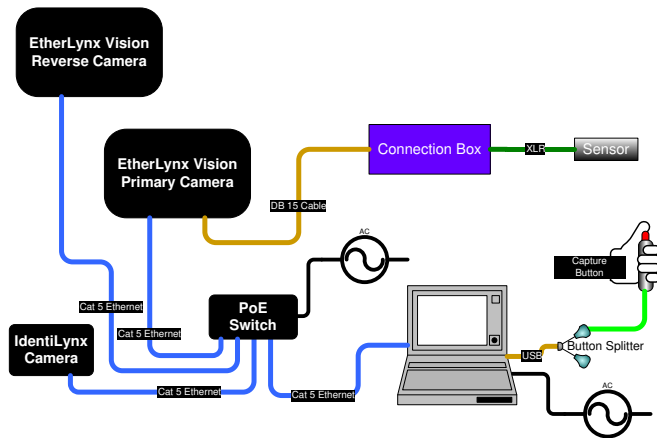 EtherLynx Vision
Reverse Camera
EtherLynx Vision
Primary Camera
Connection Box
XLR
Sensor
DB 15 Cable
AC
Capture
Button
Cat 5 Ethernet
PoE
Switch
Cat 5 Ethernet
IdentiLynx
Camera
USB
Button Splitter
Cat 5 Ethernet
Cat 5 Ethernet
AC